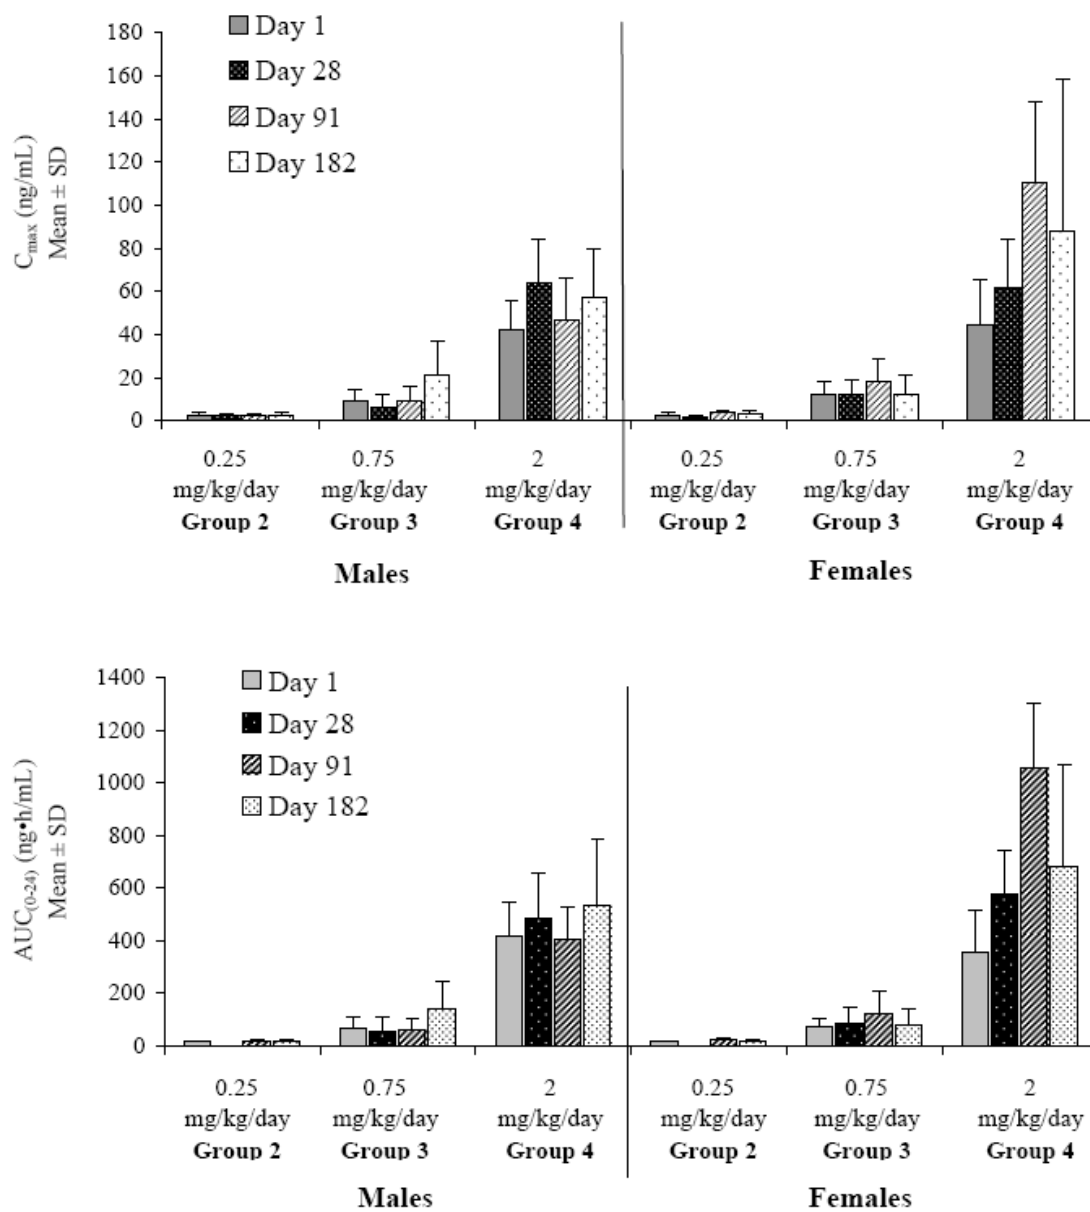 180
160
140
120
100
80
60
40
20
0
C_max (ng/mL)
Mean ± SD
Day 1
Day 28
Day 91
Day 182
0.25 0.75 2 0.25 0.75 2
mg/kg/day mg/kg/day mg/kg/day mg/kg/day mg/kg/day mg/kg/day
Group 2 Group 3 Group 4 Group 2 Group 3 Group 4
Males Females
1400
1200
1000
800
600
400
200
0
AUC(0-24) (ng•h/mL)
Mean ± SD
Day 1
Day 28
Day 91
Day 182
0.25 0.75 2 0.25 0.75 2
mg/kg/day mg/kg/day mg/kg/day mg/kg/day mg/kg/day mg/kg/day
Group 2 Group 3 Group 4 Group 2 Group 3 Group 4
Males Females